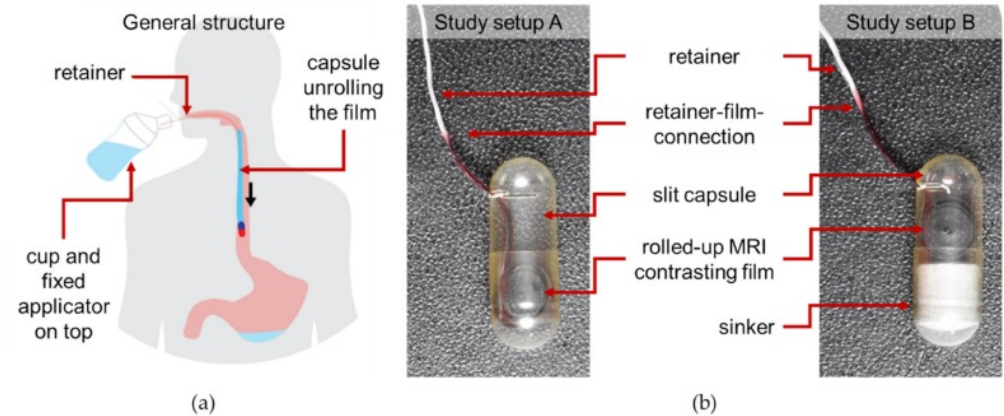 General structure
retainer
capsule
unrolling
the film
cup and
fixed
applicator
on top
(a)
Study setup A
Study setup B
retainer
retainer-film-
connection
slit capsule
rolled-up MRI
contrasting film
sinker
(b)